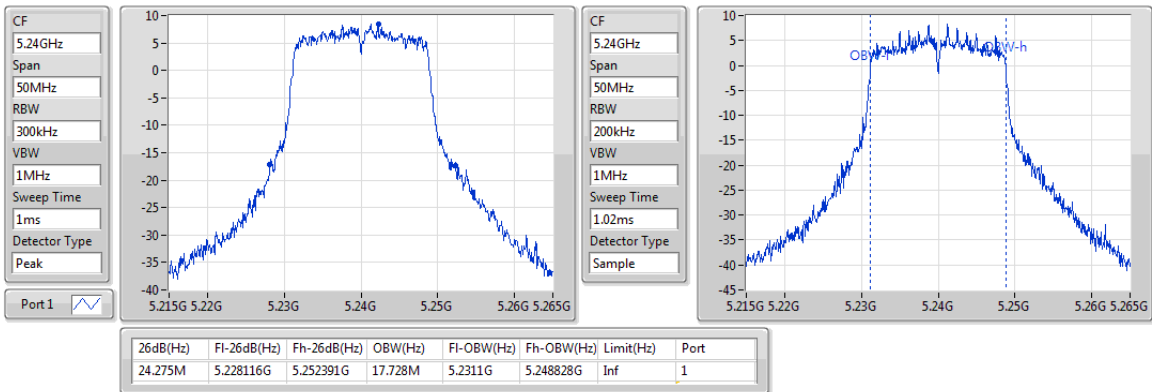 CF
5.24GHz
Span
50MHz
RBW
300kHz
VBW
1MHz
Sweep Time
1ms
Detector Type
Peak
Port 1
10
5
0
-5
-10
-15
-20
-25
-30
-35
-40
5.215G 5.22G 5.23G 5.24G 5.25G 5.26G 5.265G
CF
5.24GHz
Span
50MHz
RBW
200kHz
VBW
1MHz
Sweep Time
1.02ms
Detector Type
Sample
10
5
0
-5
-10
-15
-20
-25
-30
-35
-40
-45
OBW-l OBW-h
5.215G 5.22G 5.23G 5.24G 5.25G 5.26G 5.265G
26dB(Hz) Fl-26dB(Hz) Fh-26dB(Hz) OBW(Hz) Fl-OBW(Hz) Fh-OBW(Hz) Limit(Hz) Port
24.275M 5.228116G 5.252391G 17.728M 5.2311G 5.248828G Inf 1